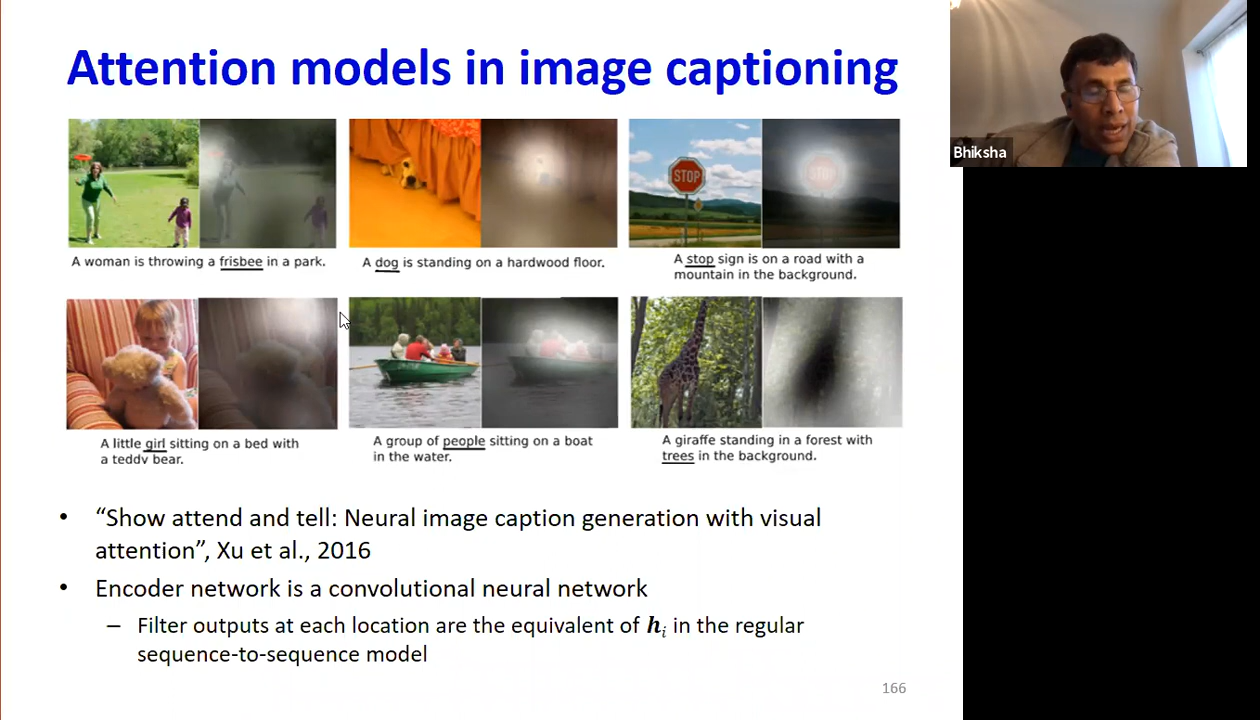 Attention models in image captioning
Bhiksha
STOP
A woman is throwing a frisbee in a park.
A dog is standing on a hardwood floor.
A stop sign is on a road with a
mountain in the background.
A little girl sitting on a bed with
a teddy bear.
A group of people sitting on a boat
in the water.
A giraffe standing in a forest with
trees in the background.
• “Show attend and tell: Neural image caption generation with visual
attention”, Xu et al., 2016
• Encoder network is a convolutional neural network
– Filter outputs at each location are the equivalent of hᵢ in the regular
sequence-to-sequence model
166